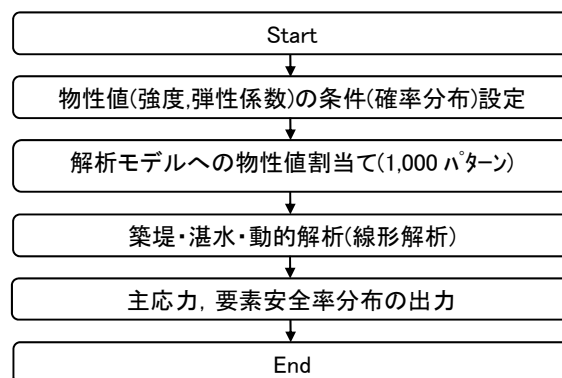 Start
物性値(強度,弾性係数)の条件(確率分布)設定
解析モデルへの物性値割当て(1,000 ﾊﾟターン)
築堤・湛水・動的解析(線形解析)
主応力, 要素安全率分布の出力
End